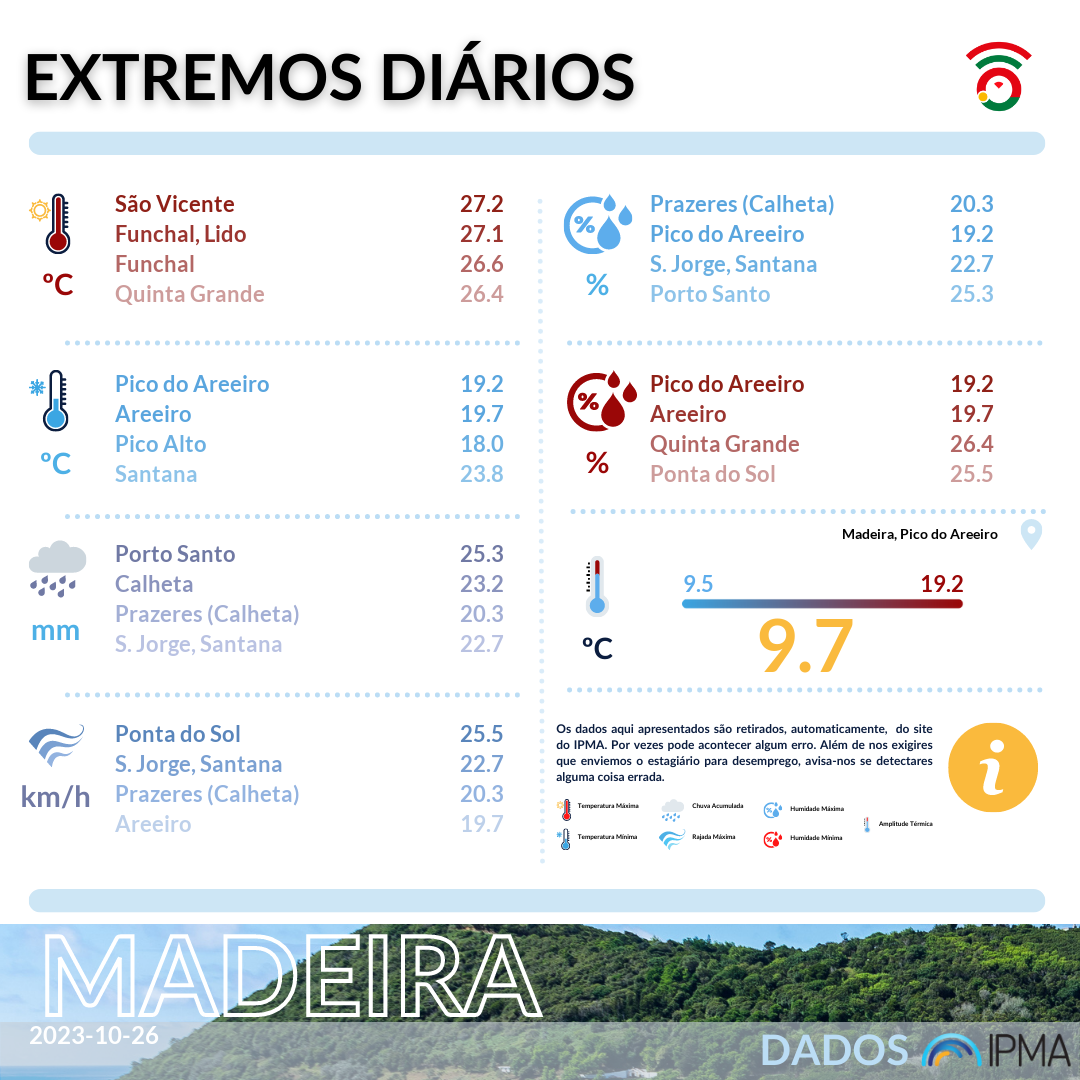 EXTREMOS DIÁRIOS
São Vicente 27.2
Funchal, Lido 27.1
Funchal 26.6
Quinta Grande 26.4
ºC
Pico do Areeiro 19.2
Areeiro 19.7
Pico Alto 18.0
Santana 23.8
ºC
Porto Santo 25.3
Calheta 23.2
Prazeres (Calheta) 20.3
S. Jorge, Santana 22.7
mm
Ponta do Sol 25.5
S. Jorge, Santana 22.7
Prazeres (Calheta) 20.3
Areeiro 19.7
km/h
Prazeres (Calheta) 20.3
Pico do Areeiro 19.2
S. Jorge, Santana 22.7
Porto Santo 25.3
%
%
Pico do Areeiro 19.2
Areeiro 19.7
Quinta Grande 26.4
Ponta do Sol 25.5
%
%
Madeira, Pico do Areeiro
9.5 19.2
9.7
ºC
Os dados aqui apresentados são retirados, automaticamente, do site
do IPMA. Por vezes pode acontecer algum erro. Além de nos exigires
que enviemos o estagiário para desemprego, avisa-nos se detectares
alguma coisa errada.
i
Temperatura Máxima Chuva Acumulada Humidade Máxima
Amplitude Térmica
Temperatura Mínima Rajada Máxima Humidade Mínima
MADEIRA
2023-10-26
DADOS IPMA